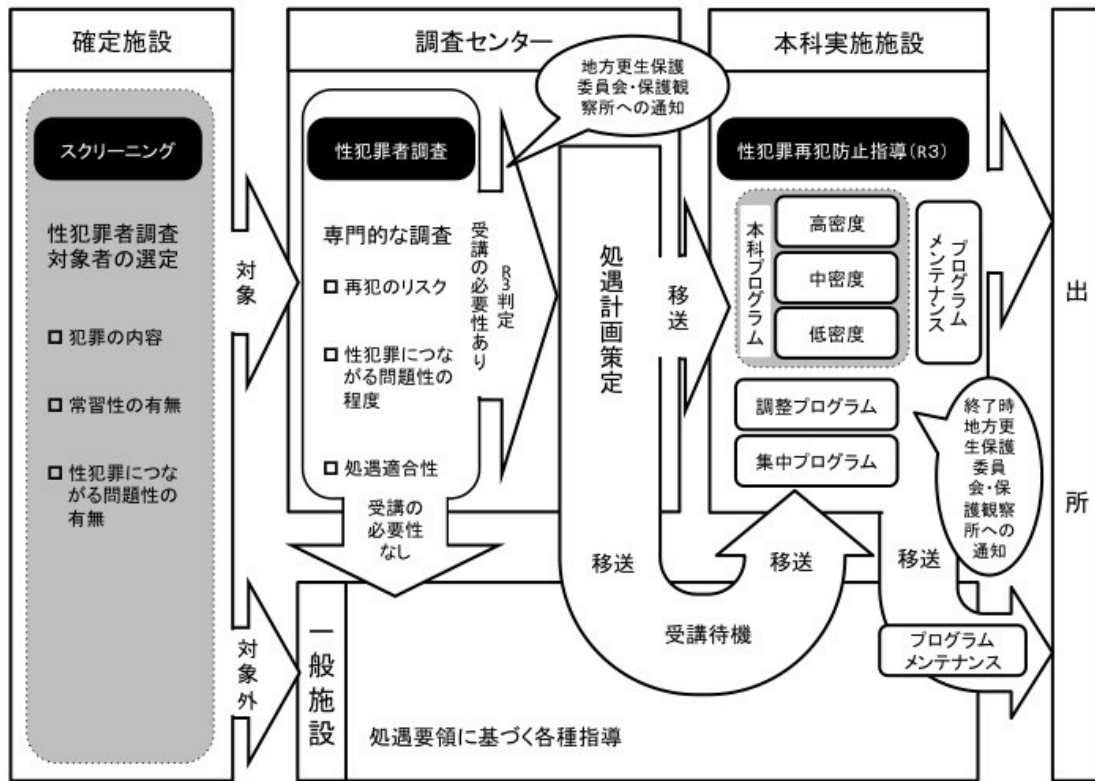 確定施設
調査センター
本科実施施設
地方更生保護
委員会・保護観
察所への通知
スクリーニング
性犯罪者調査
対象者の選定
犯罪の内容
常習性の有無
性犯罪につな
がる問題性の
有無
対象
対象外
性犯罪者調査
専門的な調査
再犯のリスク
性犯罪につな
がる問題性の
程度
処遇適合性
受講の
必要性
なし
受講の必要性あり
R3判定
処遇計画策定
移送
性犯罪再犯防止指導(R3)
本科プログラム
高密度
中密度
低密度
プログラム
メンテナンス
調整プログラム
集中プログラム
終了時
地方更
生保護
委員
会・保
護観察
所への
通知
移送
移送
移送
受講待機
プログラム
メンテナンス
一般施設
処遇要領に基づく各種指導
出所